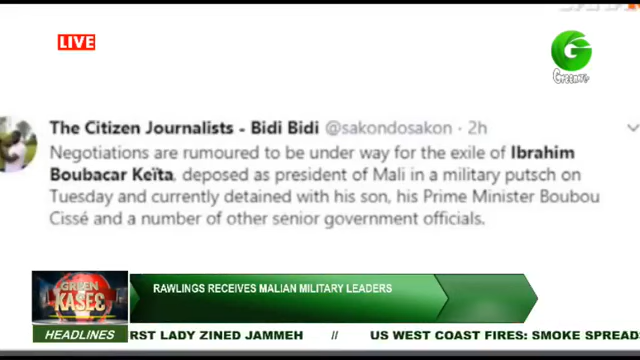 LIVE
GreenTV
The Citizen Journalists - Bidi Bidi @sakondosakon · 2h
Negotiations are rumoured to be under way for the exile of Ibrahim
Boubacar Keïta, deposed as president of Mali in a military putsch on
Tuesday and currently detained with his son, his Prime Minister Boubou
Cissé and a number of other senior government officials.
GREEN
KASEƐ
RAWLINGS RECEIVES MALIAN MILITARY LEADERS
HEADLINES
RST LADY ZINED JAMMEH // US WEST COAST FIRES: SMOKE SPREADS